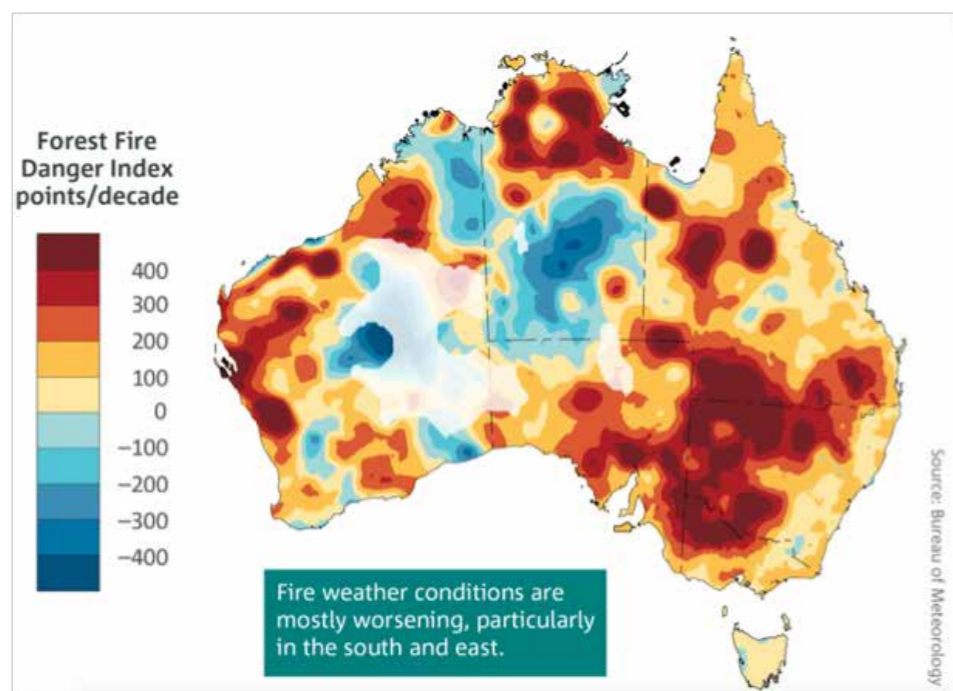 Forest Fire
Danger Index
points/decade
400
300
200
100
0
−100
−200
−300
−400
Fire weather conditions are
mostly worsening, particularly
in the south and east.
Source: Bureau of Meteorology